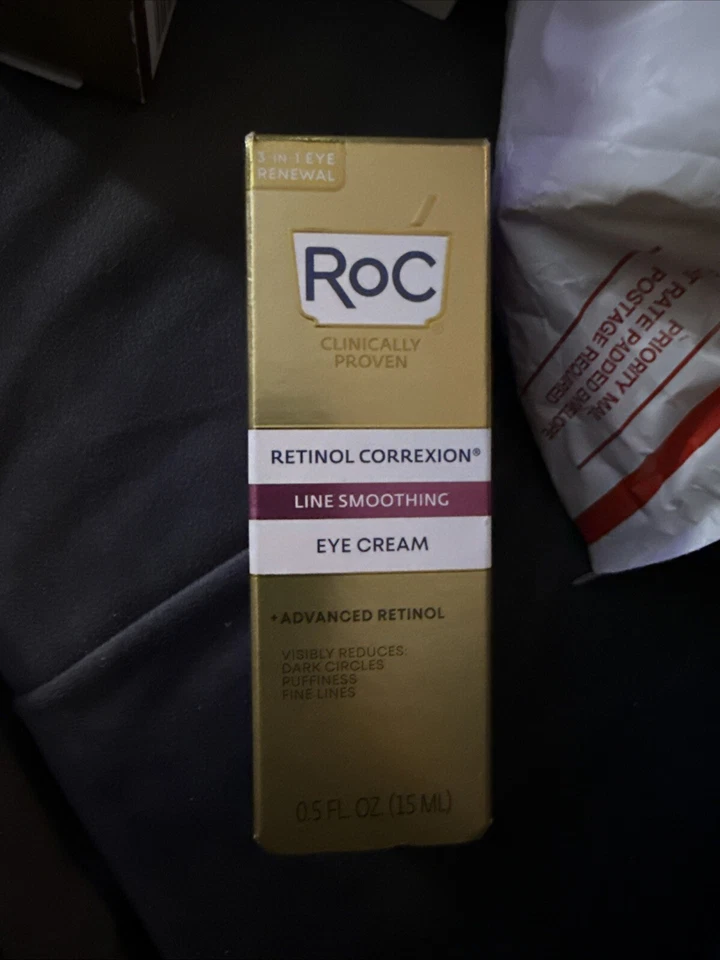 3 IN 1 EYE
RENEWAL
RoC
®
CLINICALLY
PROVEN
RETINOL CORREXION®
LINE SMOOTHING
EYE CREAM
+ADVANCED RETINOL
VISIBLY REDUCES
DARK CIRCLES
PUFFINESS
FINE LINES
0.5 FL. OZ (15 ML)
PRIORITY MAIL
RATE PADDED ENVELOPE
POSTAGE REQUIRED